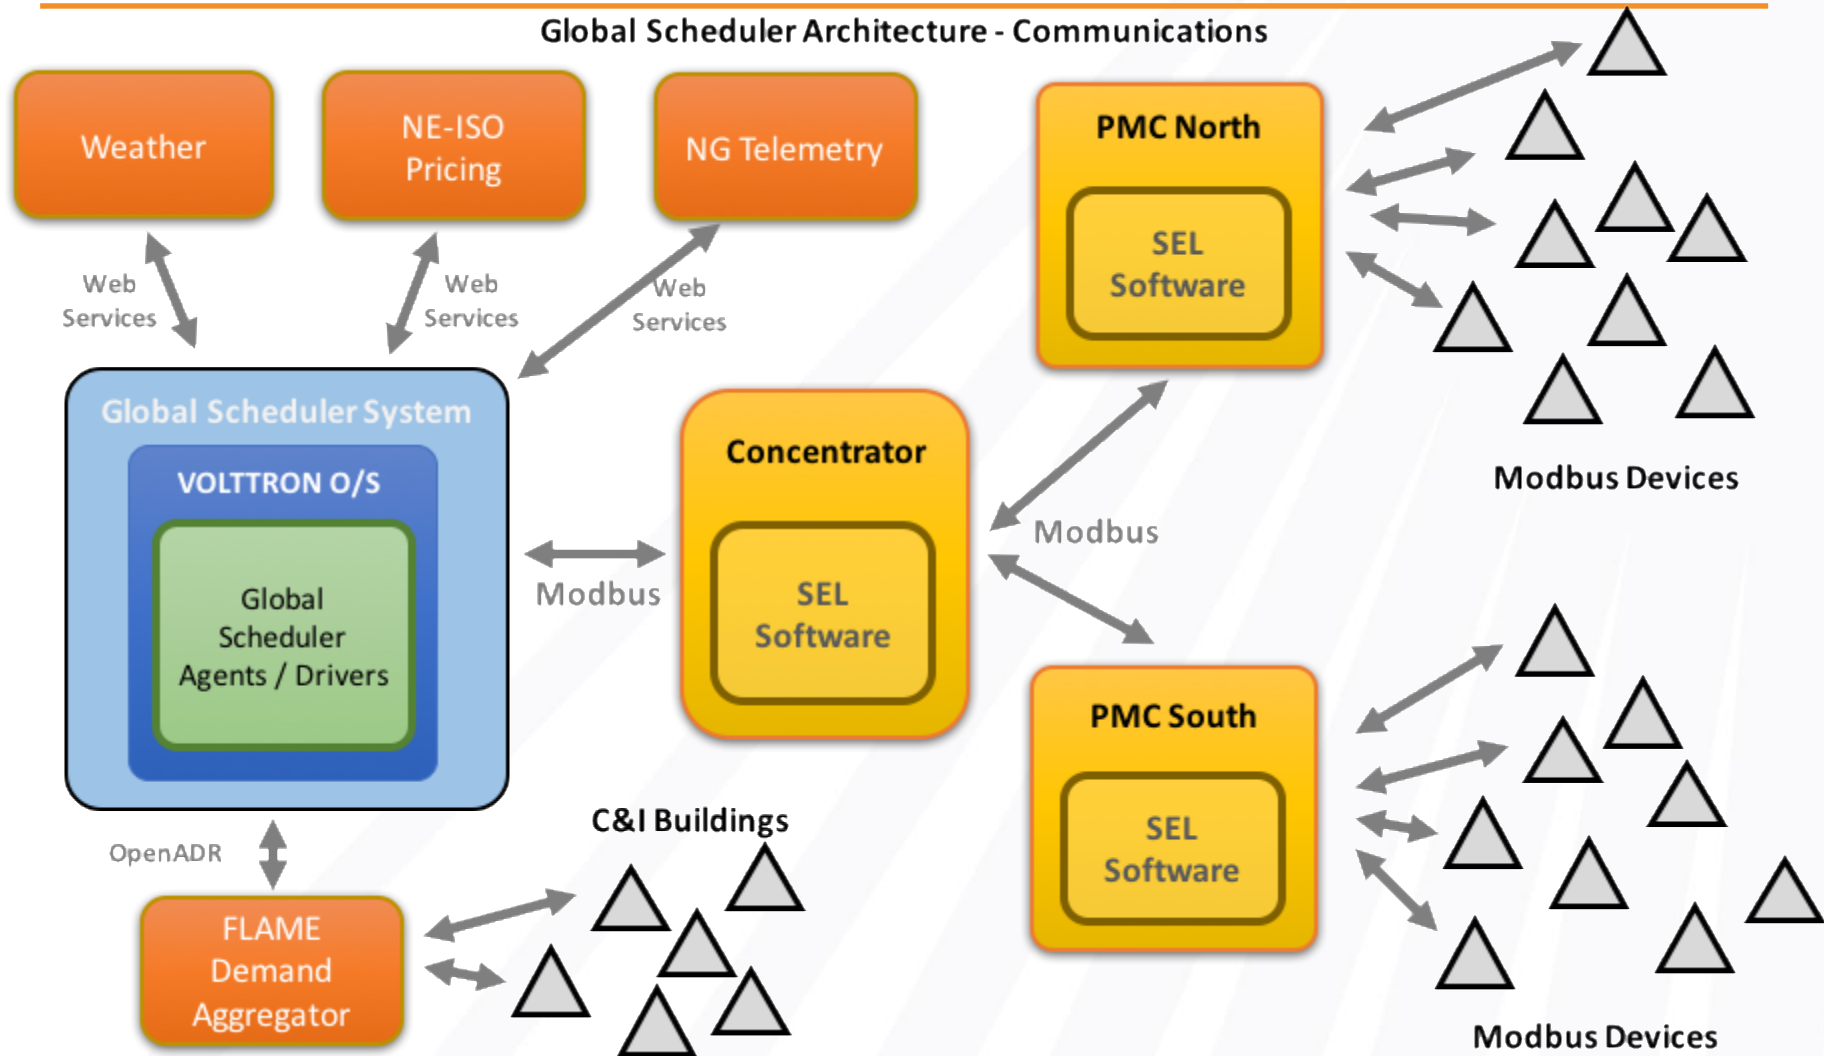 Global Scheduler Architecture - Communications
Weather
NE-ISO
Pricing
NG Telemetry
Web
Services
Web
Services
Web
Services
Global Scheduler System
VOLTTRON O/S
Global
Scheduler
Agents / Drivers
Modbus
Concentrator
SEL
Software
Modbus
PMC North
SEL
Software
Modbus Devices
PMC South
SEL
Software
Modbus Devices
OpenADR
FLAME
Demand
Aggregator
C&I Buildings